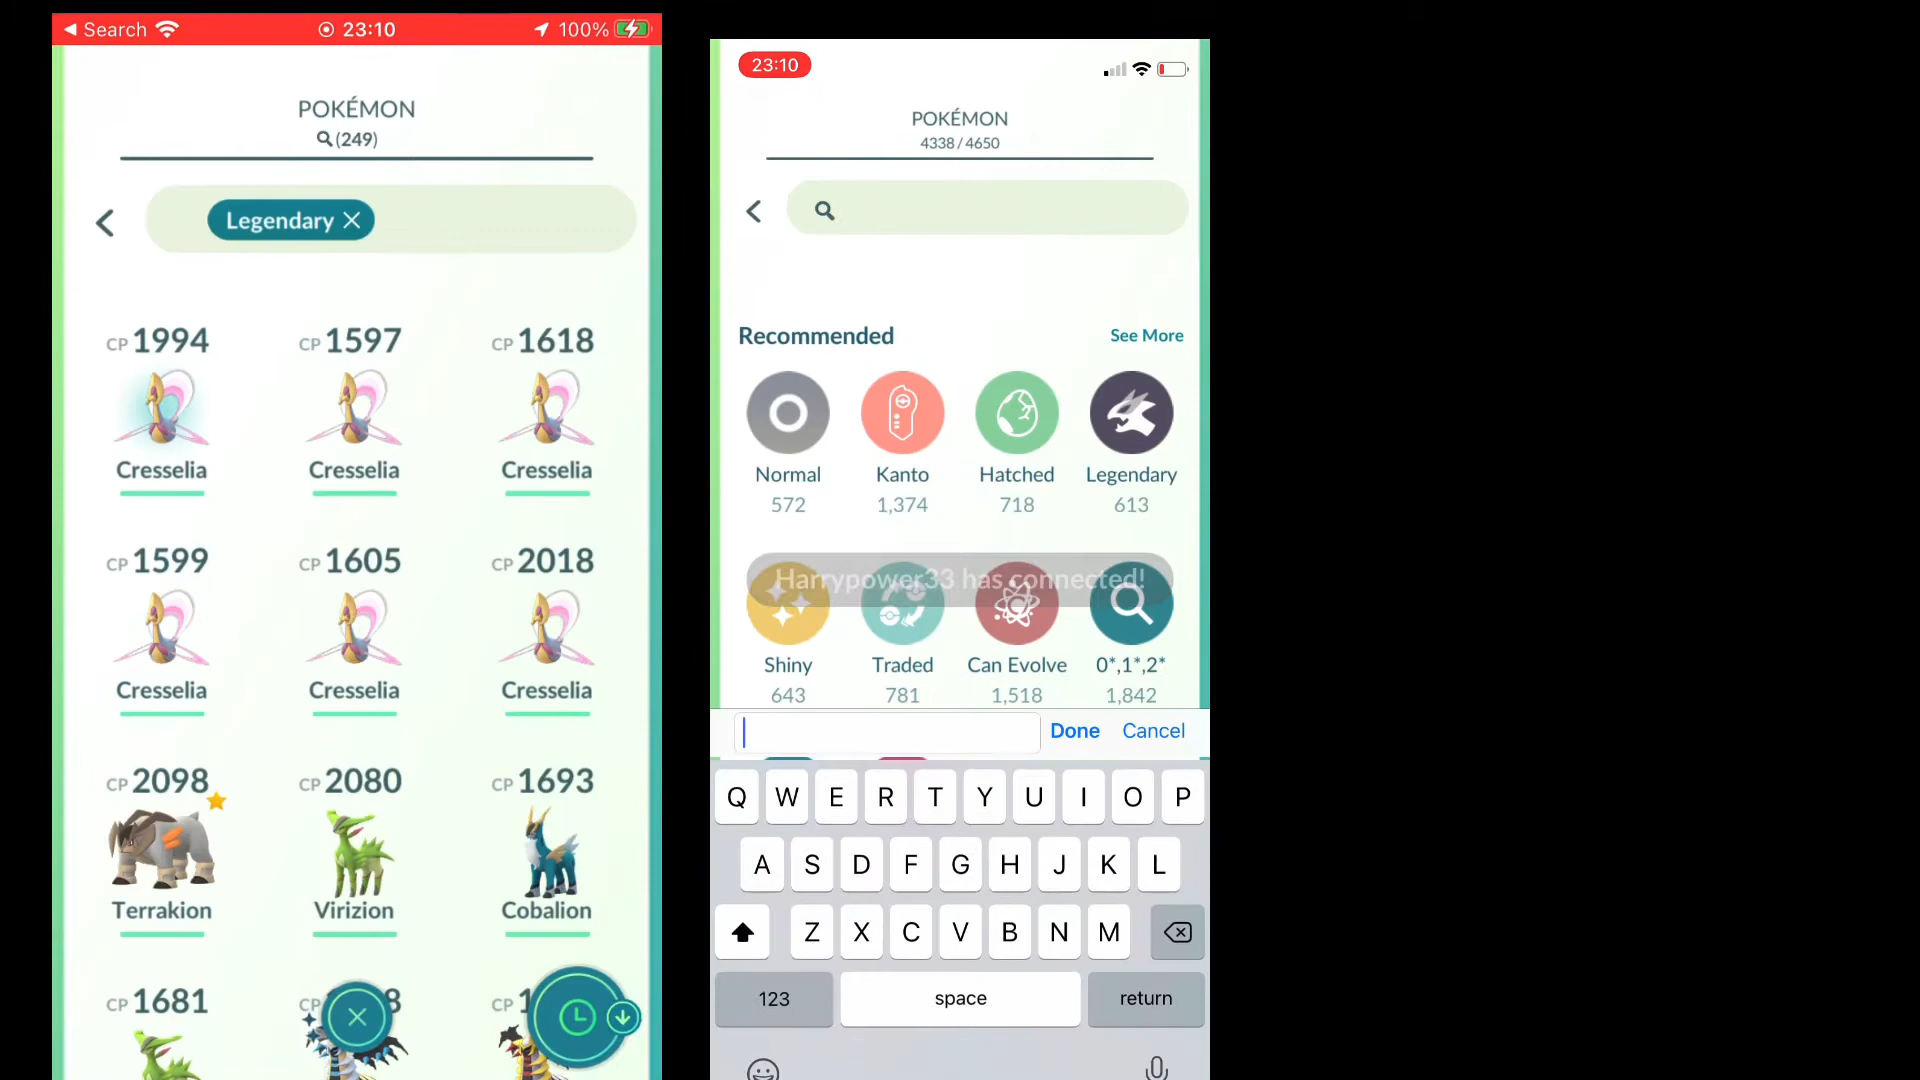 Search
23:10
100%
POKÉMON
(249)
Legendary
CP 1994
CP 1597
CP 1618
Cresselia
Cresselia
Cresselia
CP 1599
CP 1605
CP 2018
Cresselia
Cresselia
Cresselia
CP 2098
CP 2080
CP 1693
Terrakion
Virizion
Cobalion
CP 1681
CP
CP
23:10
POKÉMON
4338 / 4650
Recommended
See More
Normal
Kanto
Hatched
Legendary
572
1,374
718
613
Harrypower33 has connected!
Shiny
Traded
Can Evolve
0*,1*,2*
643
781
1,518
1,842
Done
Cancel
Q W E R T Y U I O P
A S D F G H J K L
Z X C V B N M
123
space
return